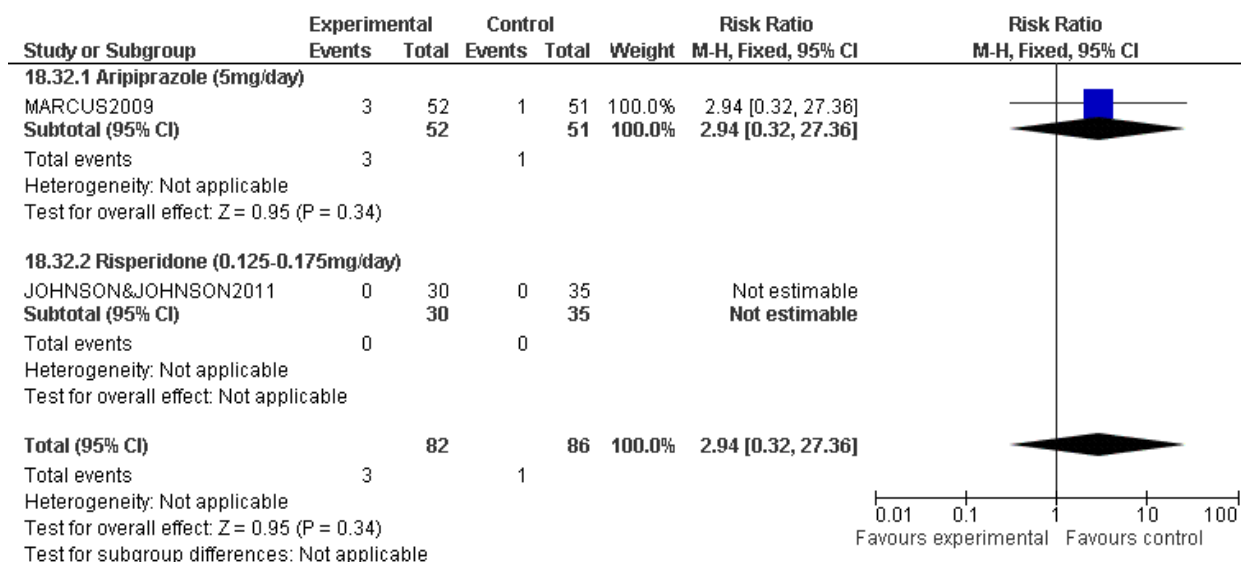 Experimental Control Risk Ratio Risk Ratio
Study or Subgroup Events Total Events Total Weight M-H, Fixed, 95% CI M-H, Fixed, 95% CI
18.32.1 Aripiprazole (5mg/day)
MARCUS2009 3 52 1 51 100.0% 2.94 [0.32, 27.36]
Subtotal (95% CI) 52 51 100.0% 2.94 [0.32, 27.36]
Total events 3 1
Heterogeneity: Not applicable
Test for overall effect: Z = 0.95 (P = 0.34)
18.32.2 Risperidone (0.125-0.175mg/day)
JOHNSON&JOHNSON2011 0 30 0 35 Not estimable
Subtotal (95% CI) 30 35 Not estimable
Total events 0 0
Heterogeneity: Not applicable
Test for overall effect: Not applicable
Total (95% CI) 82 86 100.0% 2.94 [0.32, 27.36]
Total events 3 1
Heterogeneity: Not applicable
Test for overall effect: Z = 0.95 (P = 0.34)
Test for subgroup differences: Not applicable
0.01 0.1 1 10 100
Favours experimental Favours control